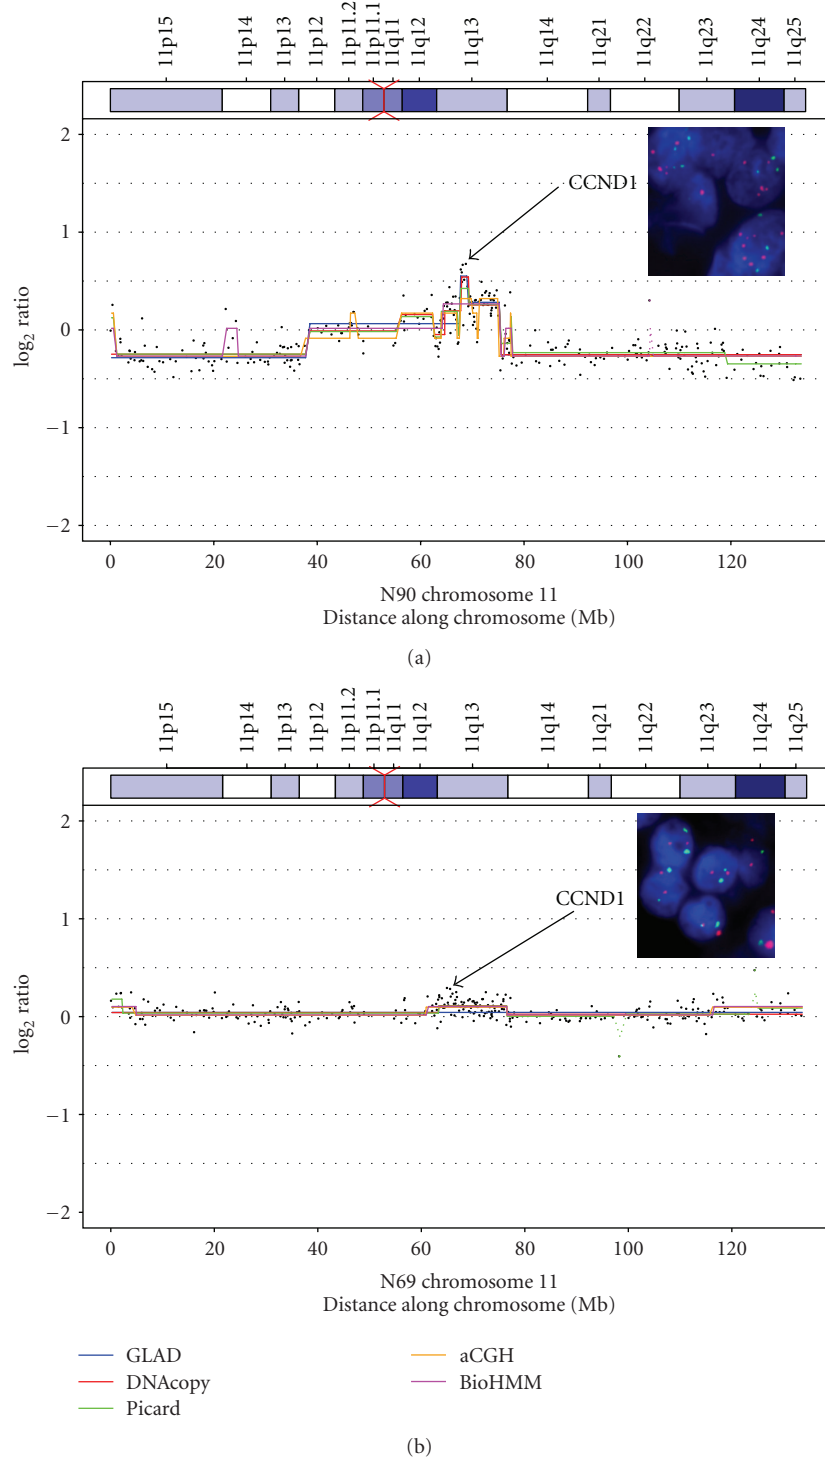 11p15 11p14 11p13 11p12 11p11.2 11p11.1 11q11 11q12 11q13 11q14 11q21 11q22 11q23 11q24 11q25
2
CCND1
1
0
−1
−2
log2 ratio
0 20 40 60 80 100 120
N90 chromosome 11
Distance along chromosome (Mb)
(a)
11p15 11p14 11p13 11p12 11p11.2 11p11.1 11q11 11q12 11q13 11q14 11q21 11q22 11q23 11q24 11q25
2
1
CCND1
0
−1
−2
log2 ratio
0 20 40 60 80 100 120
N69 chromosome 11
Distance along chromosome (Mb)
GLAD
DNAcopy
Picard
aCGH
BioHMM
(b)